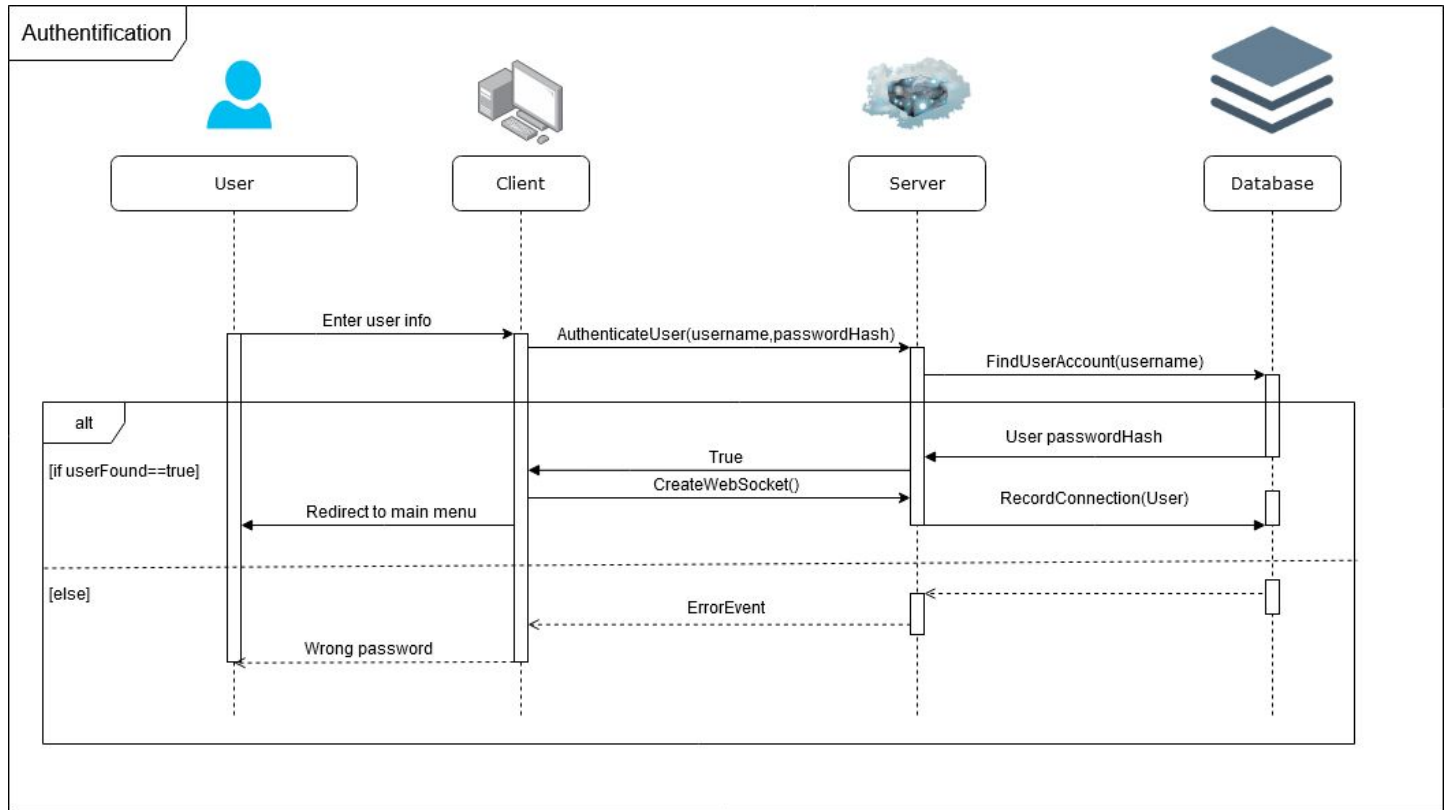 Authentification
User
Client
Server
Database
Enter user info
AuthenticateUser(username,passwordHash)
FindUserAccount(username)
alt
User passwordHash
[if userFound==true]
True
CreateWebSocket()
RecordConnection(User)
Redirect to main menu
[else]
ErrorEvent
Wrong password